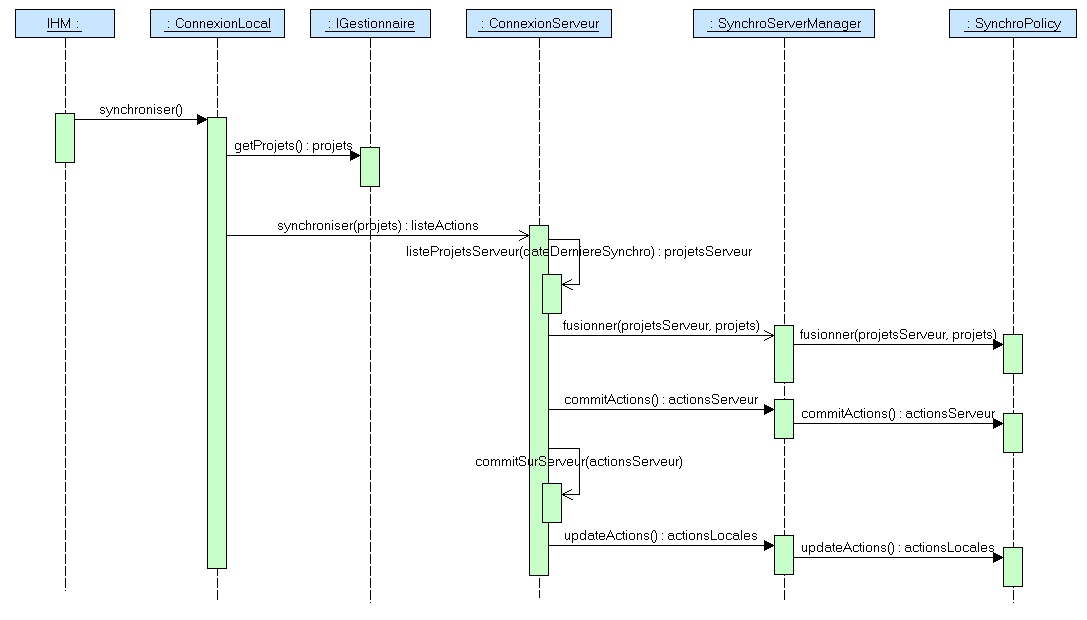 IHM :
: ConnexionLocal
: IGestionnaire
: ConnexionServeur
: SynchroServerManager
: SynchroPolicy
synchroniser()
getProjets() : projets
synchroniser(projets) : listeActions
listeProjetsServeur(dateDerniereSynchro) : projetsServeur
fusionner(projetsServeur, projets)
fusionner(projetsServeur, projets)
commitActions() : actionsServeur
commitActions() : actionsServeur
commitSurServeur(actionsServeur)
updateActions() : actionsLocales
updateActions() : actionsLocales